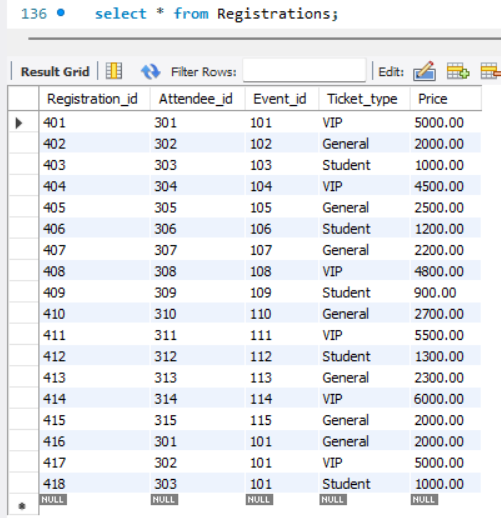 136 select * from Registrations;
Result Grid Filter Rows: Edit:
Registration_id Attendee_id Event_id Ticket_type Price
401 301 101 VIP 5000.00
402 302 102 General 2000.00
403 303 103 Student 1000.00
404 304 104 VIP 4500.00
405 305 105 General 2500.00
406 306 106 Student 1200.00
407 307 107 General 2200.00
408 308 108 VIP 4800.00
409 309 109 Student 900.00
410 310 110 General 2700.00
411 311 111 VIP 5500.00
412 312 112 Student 1300.00
413 313 113 General 2300.00
414 314 114 VIP 6000.00
415 315 115 General 2000.00
416 301 101 General 2000.00
417 302 101 VIP 5000.00
418 303 101 Student 1000.00
NULL NULL NULL NULL NULL